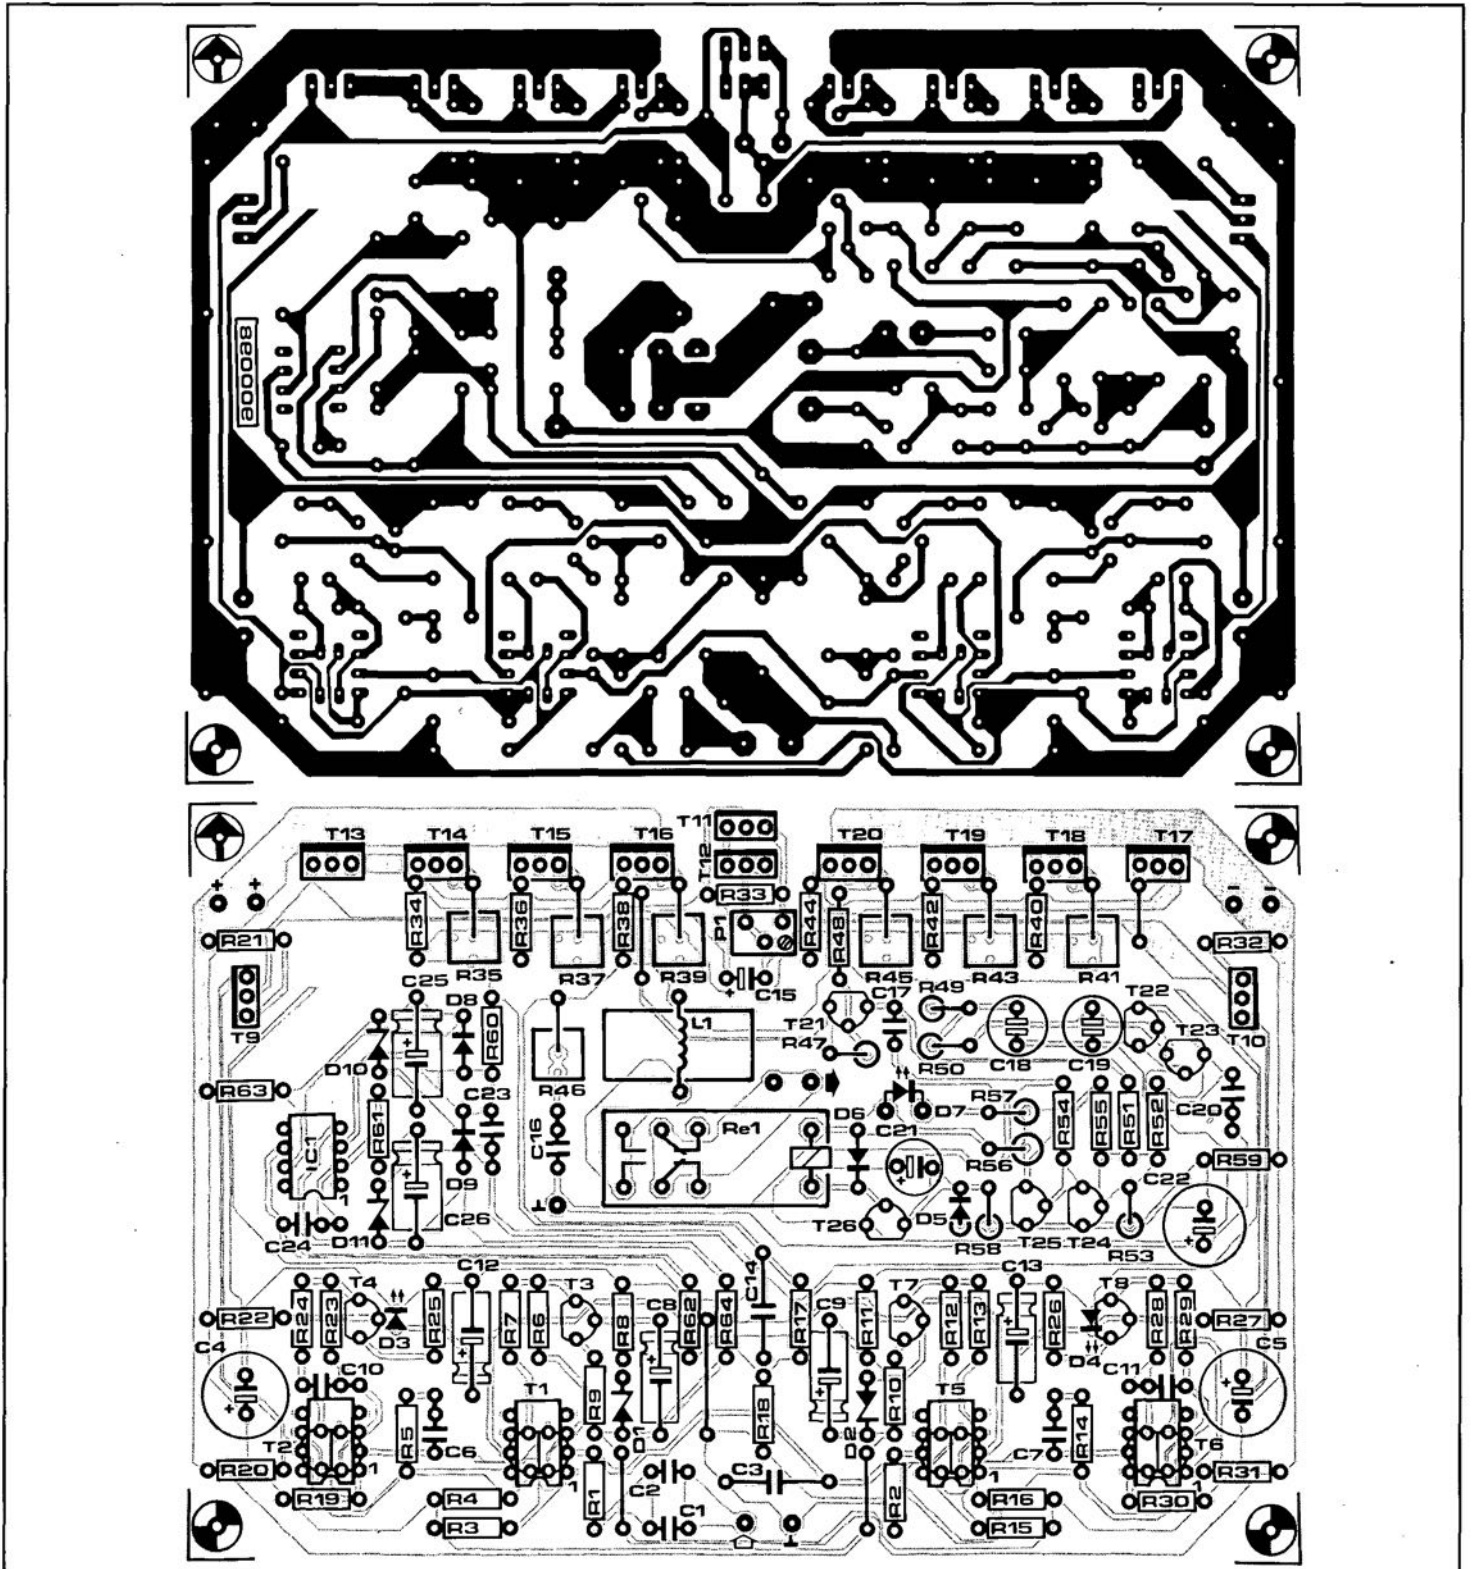 T11
T13 T14 T15 T16 T20 T19 T18 T17
T12
+ + - -
R33
R34 R36 R38 P1 R44 R48 R42 R40
R21 R32
R35 R37 R39 R45 R43 R41
C25 D8 + C15 C17 R49 T22
T9 R60 L1 T21 T23 T10
R47 C18 C19
D10 R50
R63 C23 R46 R57 C20
D6 D7 R54 R55 R51 R52
IC1 R61 C16 Re1 C21
R56 R59
D9 C22
1 C26 T26 D5
C24 D11 R58 T25 T24 R53
C12 C14 C13
T4 T3 C8 C9 T7 T8
R22 R24 R23 R25 R7 R6 R8 R62 R64 R17 R11 R12 R13 R26 R28 R29 R27
C4 D3 D4 C5
C10 C11
T1 R9 R10 T5
R5 R18 R14
T2 C6 D1 D2 C7 T6
R20 1 1 C3 1 1 R31
R19 R4 R1 C2 R2 R16 R30
R3 C1 R15